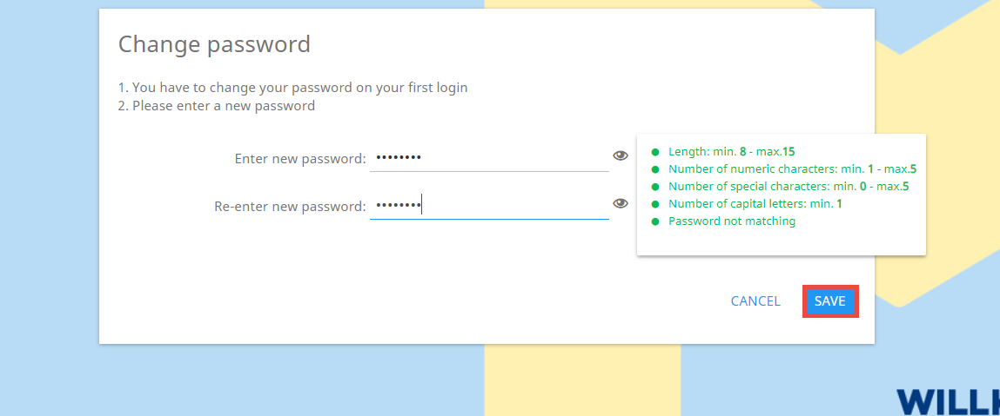 Change password
1. You have to change your password on your first login
2. Please enter a new password
Enter new password: ••••••••
Re-enter new password: ••••••••
● Length: min. 8 - max.15
● Number of numeric characters: min. 1 - max.5
● Number of special characters: min. 0 - max.5
● Number of capital letters: min. 1
● Password not matching
CANCEL SAVE